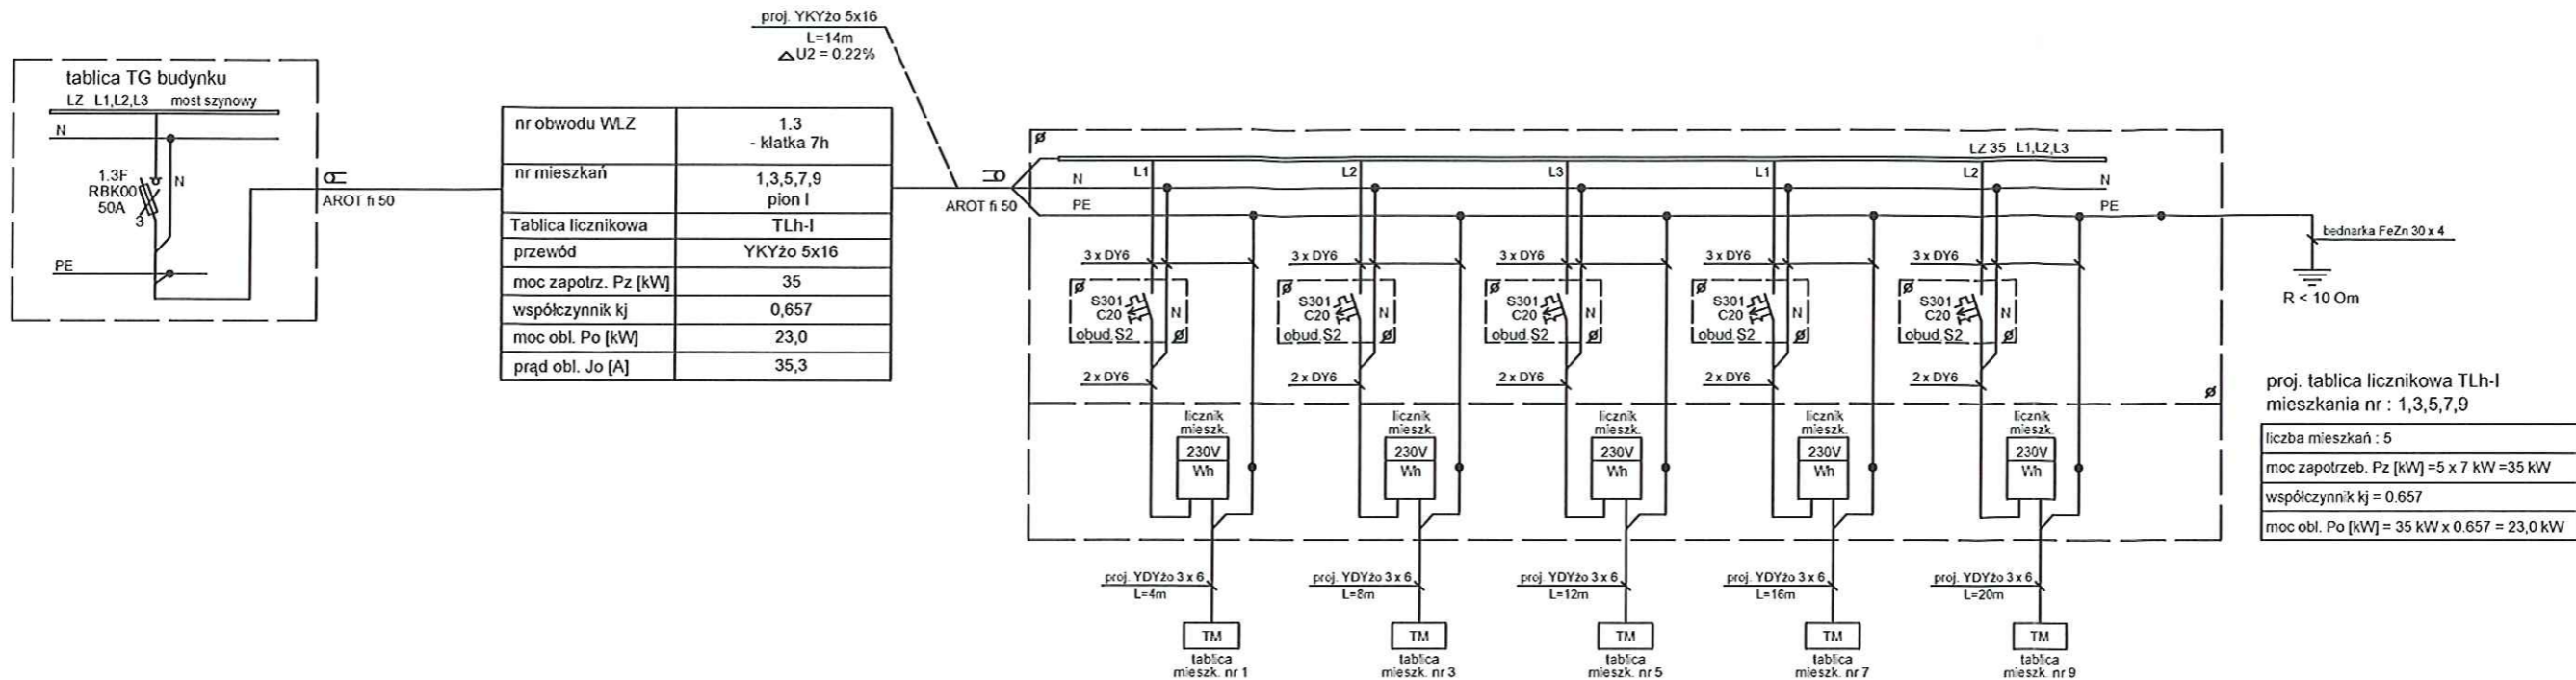 proj. YKYżo 5x16
L=14m
△U2 = 0.22%
tablica TG budynku
LZ L1,L2,L3 most szynowy
N
1.3F
RBK00
50A
3
N
PE
AROT fi 50
nr obwodu WLZ
1.3
- klatka 7h
nr mieszkań
1,3,5,7,9
pion I
Tablica licznikowa
TLh-I
przewód
YKYżo 5x16
moc zapotrz. Pz [kW]
35
współczynnik kj
0,657
moc obl. Po [kW]
23,0
prąd obl. Jo [A]
35,3
AROT fi 50
ø
LZ 35 L1,L2,L3
L1
L2
L3
L1
L2
N
N
PE
PE
3 x DY6
3 x DY6
3 x DY6
3 x DY6
3 x DY6
ø
S301
C20
N
obud.S2
ø
ø
S301
C20
N
obud.S2
ø
ø
S301
C20
N
obud.S2
ø
ø
S301
C20
N
obud.S2
ø
ø
S301
C20
N
obud.S2
ø
2 x DY6
2 x DY6
2 x DY6
2 x DY6
2 x DY6
ø
licznik
mieszk.
230V
Wh
licznik
mieszk.
230V
Wh
licznik
mieszk.
230V
Wh
licznik
mieszk.
230V
Wh
licznik
mieszk.
230V
Wh
proj. YDYżo 3 x 6
L=4m
proj. YDYżo 3 x 6
L=8m
proj. YDYżo 3 x 6
L=12m
proj. YDYżo 3 x 6
L=16m
proj. YDYżo 3 x 6
L=20m
TM
tablica
mieszk. nr 1
TM
tablica
mieszk. nr 3
TM
tablica
mieszk. nr 5
TM
tablica
mieszk. nr 7
TM
tablica
mieszk. nr 9
bednarka FeZn 30 x 4
R < 10 Om
proj. tablica licznikowa TLh-I
mieszkania nr : 1,3,5,7,9
liczba mieszkań : 5
moc zapotrzeb. Pz [kW] =5 x 7 kW =35 kW
współczynnik kj = 0.657
moc obl. Po [kW] = 35 kW x 0.657 = 23,0 kW